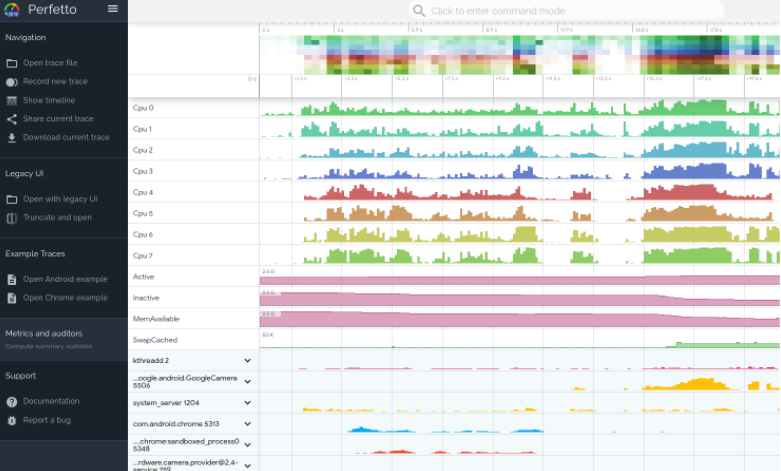 Perfetto
Click to enter command mode
Navigation
Open trace file
Record new trace
Show timeline
Share current trace
Download current trace
Legacy UI
Open with legacy UI
Truncate and open
Example Traces
Open Android example
Open Chrome example
Metrics and auditors
Compute summary statistics
Support
Documentation
Report a bug
0 s
Cpu 0
Cpu 1
Cpu 2
Cpu 3
Cpu 4
Cpu 5
Cpu 6
Cpu 7
Active
2.5 G
Inactive
2.5 G
MemAvailable
2.5 G
SwapCached
50 K
kthreadd 2
...oogle.android.GoogleCamera
5506
system_server 1204
com.android.chrome 5313
...chrome:sandboxed_process0
5348
...rdware.camera.provider@2.4-
service 759